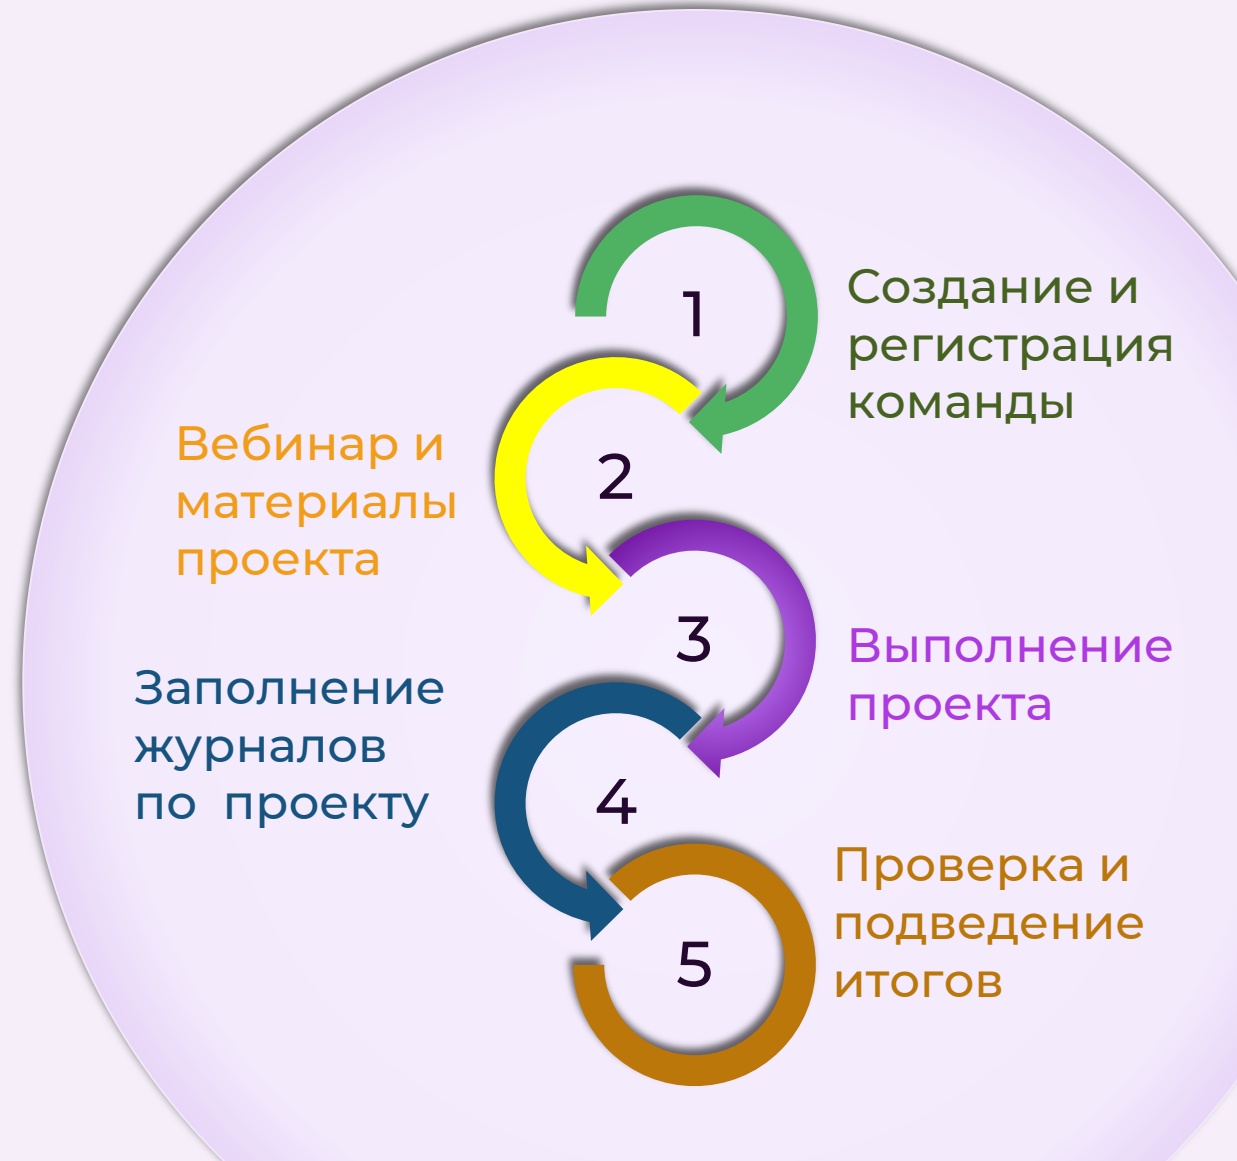 1
Создание и
регистрация
команды
2
Вебинар и
материалы
проекта
3
Выполнение
проекта
4
Заполнение
журналов
по проекту
5
Проверка и
подведение
итогов